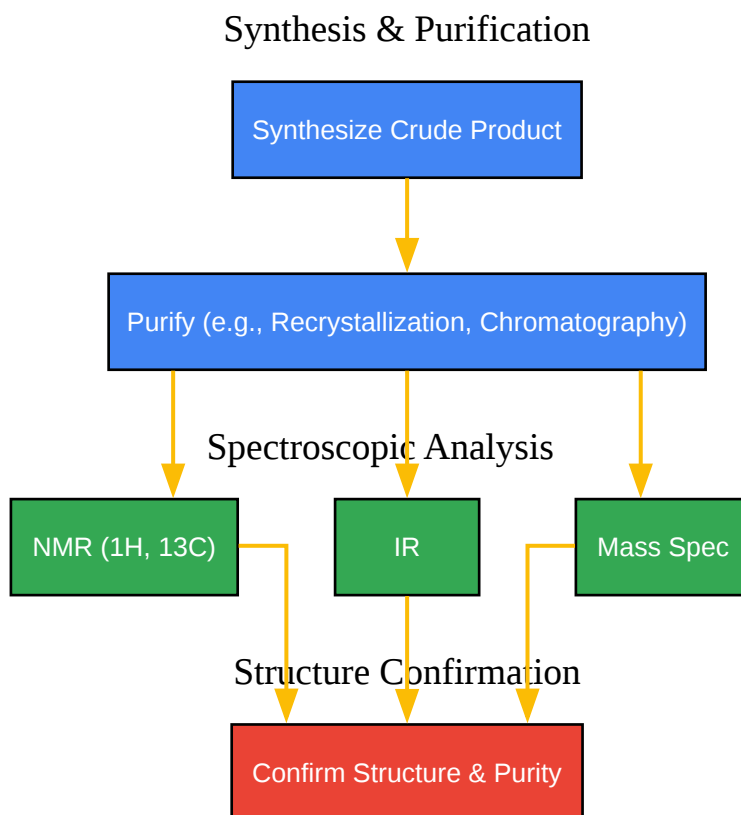 Synthesis & Purification
Synthesize Crude Product
Purify (e.g., Recrystallization, Chromatography)
Spectroscopic Analysis
NMR (1H, 13C)
IR
Mass Spec
Structure Confirmation
Confirm Structure & Purity